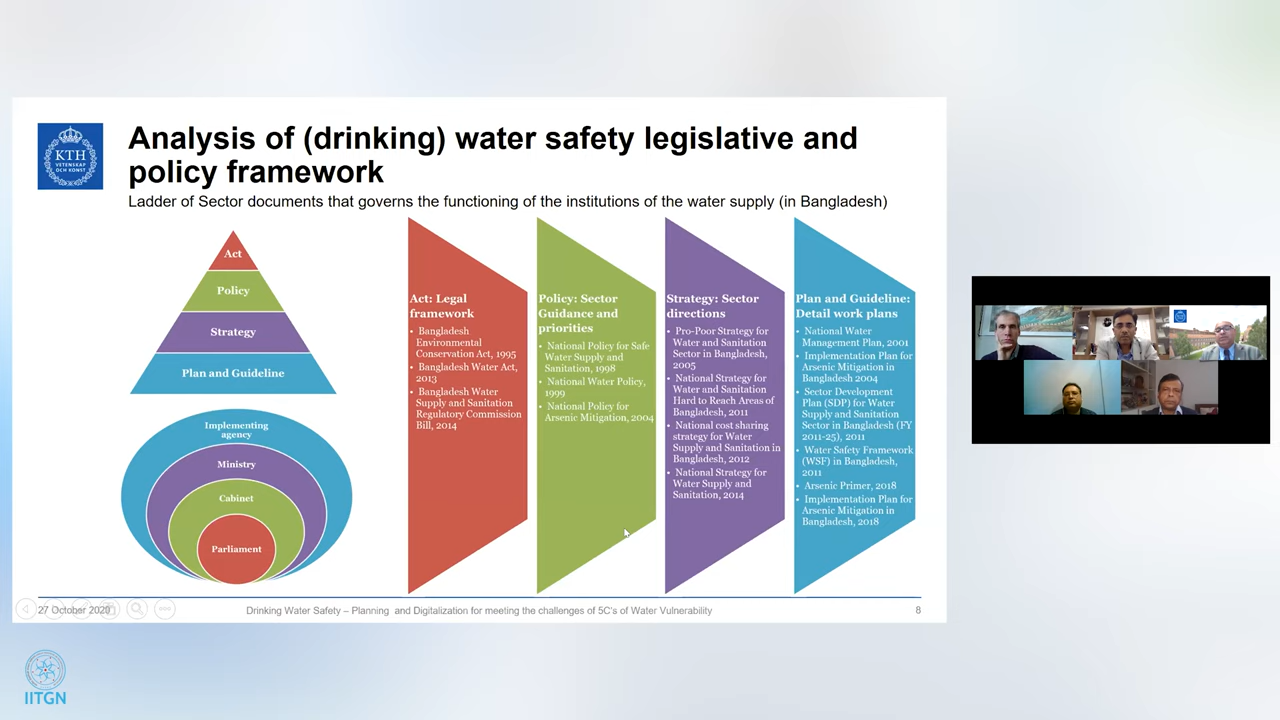 Analysis of (drinking) water safety legislative and
policy framework
Ladder of Sector documents that governs the functioning of the institutions of the water supply (in Bangladesh)
KTH
VETENSKAP
OCH KONST
Act
Policy
Strategy
Plan and Guideline
Implementing
agency
Ministry
Cabinet
Parliament
Act: Legal
framework
• Bangladesh
Environmental
Conservation Act, 1995
• Bangladesh Water Act,
2013
• Bangladesh Water
Supply and Sanitation
Regulatory Commission
Bill, 2014
Policy: Sector
Guidance and
priorities
• National Policy for Safe
Water Supply and
Sanitation, 1998
• National Water Policy,
1999
• National Policy for
Arsenic Mitigation, 2004
Strategy: Sector
directions
• Pro-Poor Strategy for
Water and Sanitation
Sector in Bangladesh,
2005
• National Strategy for
Water and Sanitation
Hard to Reach Areas of
Bangladesh, 2011
• National cost sharing
strategy for Water
Supply and Sanitation in
Bangladesh, 2012
• National Strategy for
Water Supply and
Sanitation, 2014
Plan and Guideline:
Detail work plans
• National Water
Management Plan, 2001
• Implementation Plan for
Arsenic Mitigation in
Bangladesh 2004
• Sector Development
Plan (SDP) for Water
Supply and Sanitation
Sector in Bangladesh (FY
2011-25), 2011
• Water Safety Framework
(WSF) in Bangladesh,
2011
• Arsenic Primer, 2018
• Implementation Plan for
Arsenic Mitigation in
Bangladesh, 2018
27 October 2020
Drinking Water Safety – Planning and Digitalization for meeting the challenges of 5C's of Water Vulnerability
8
IITGN